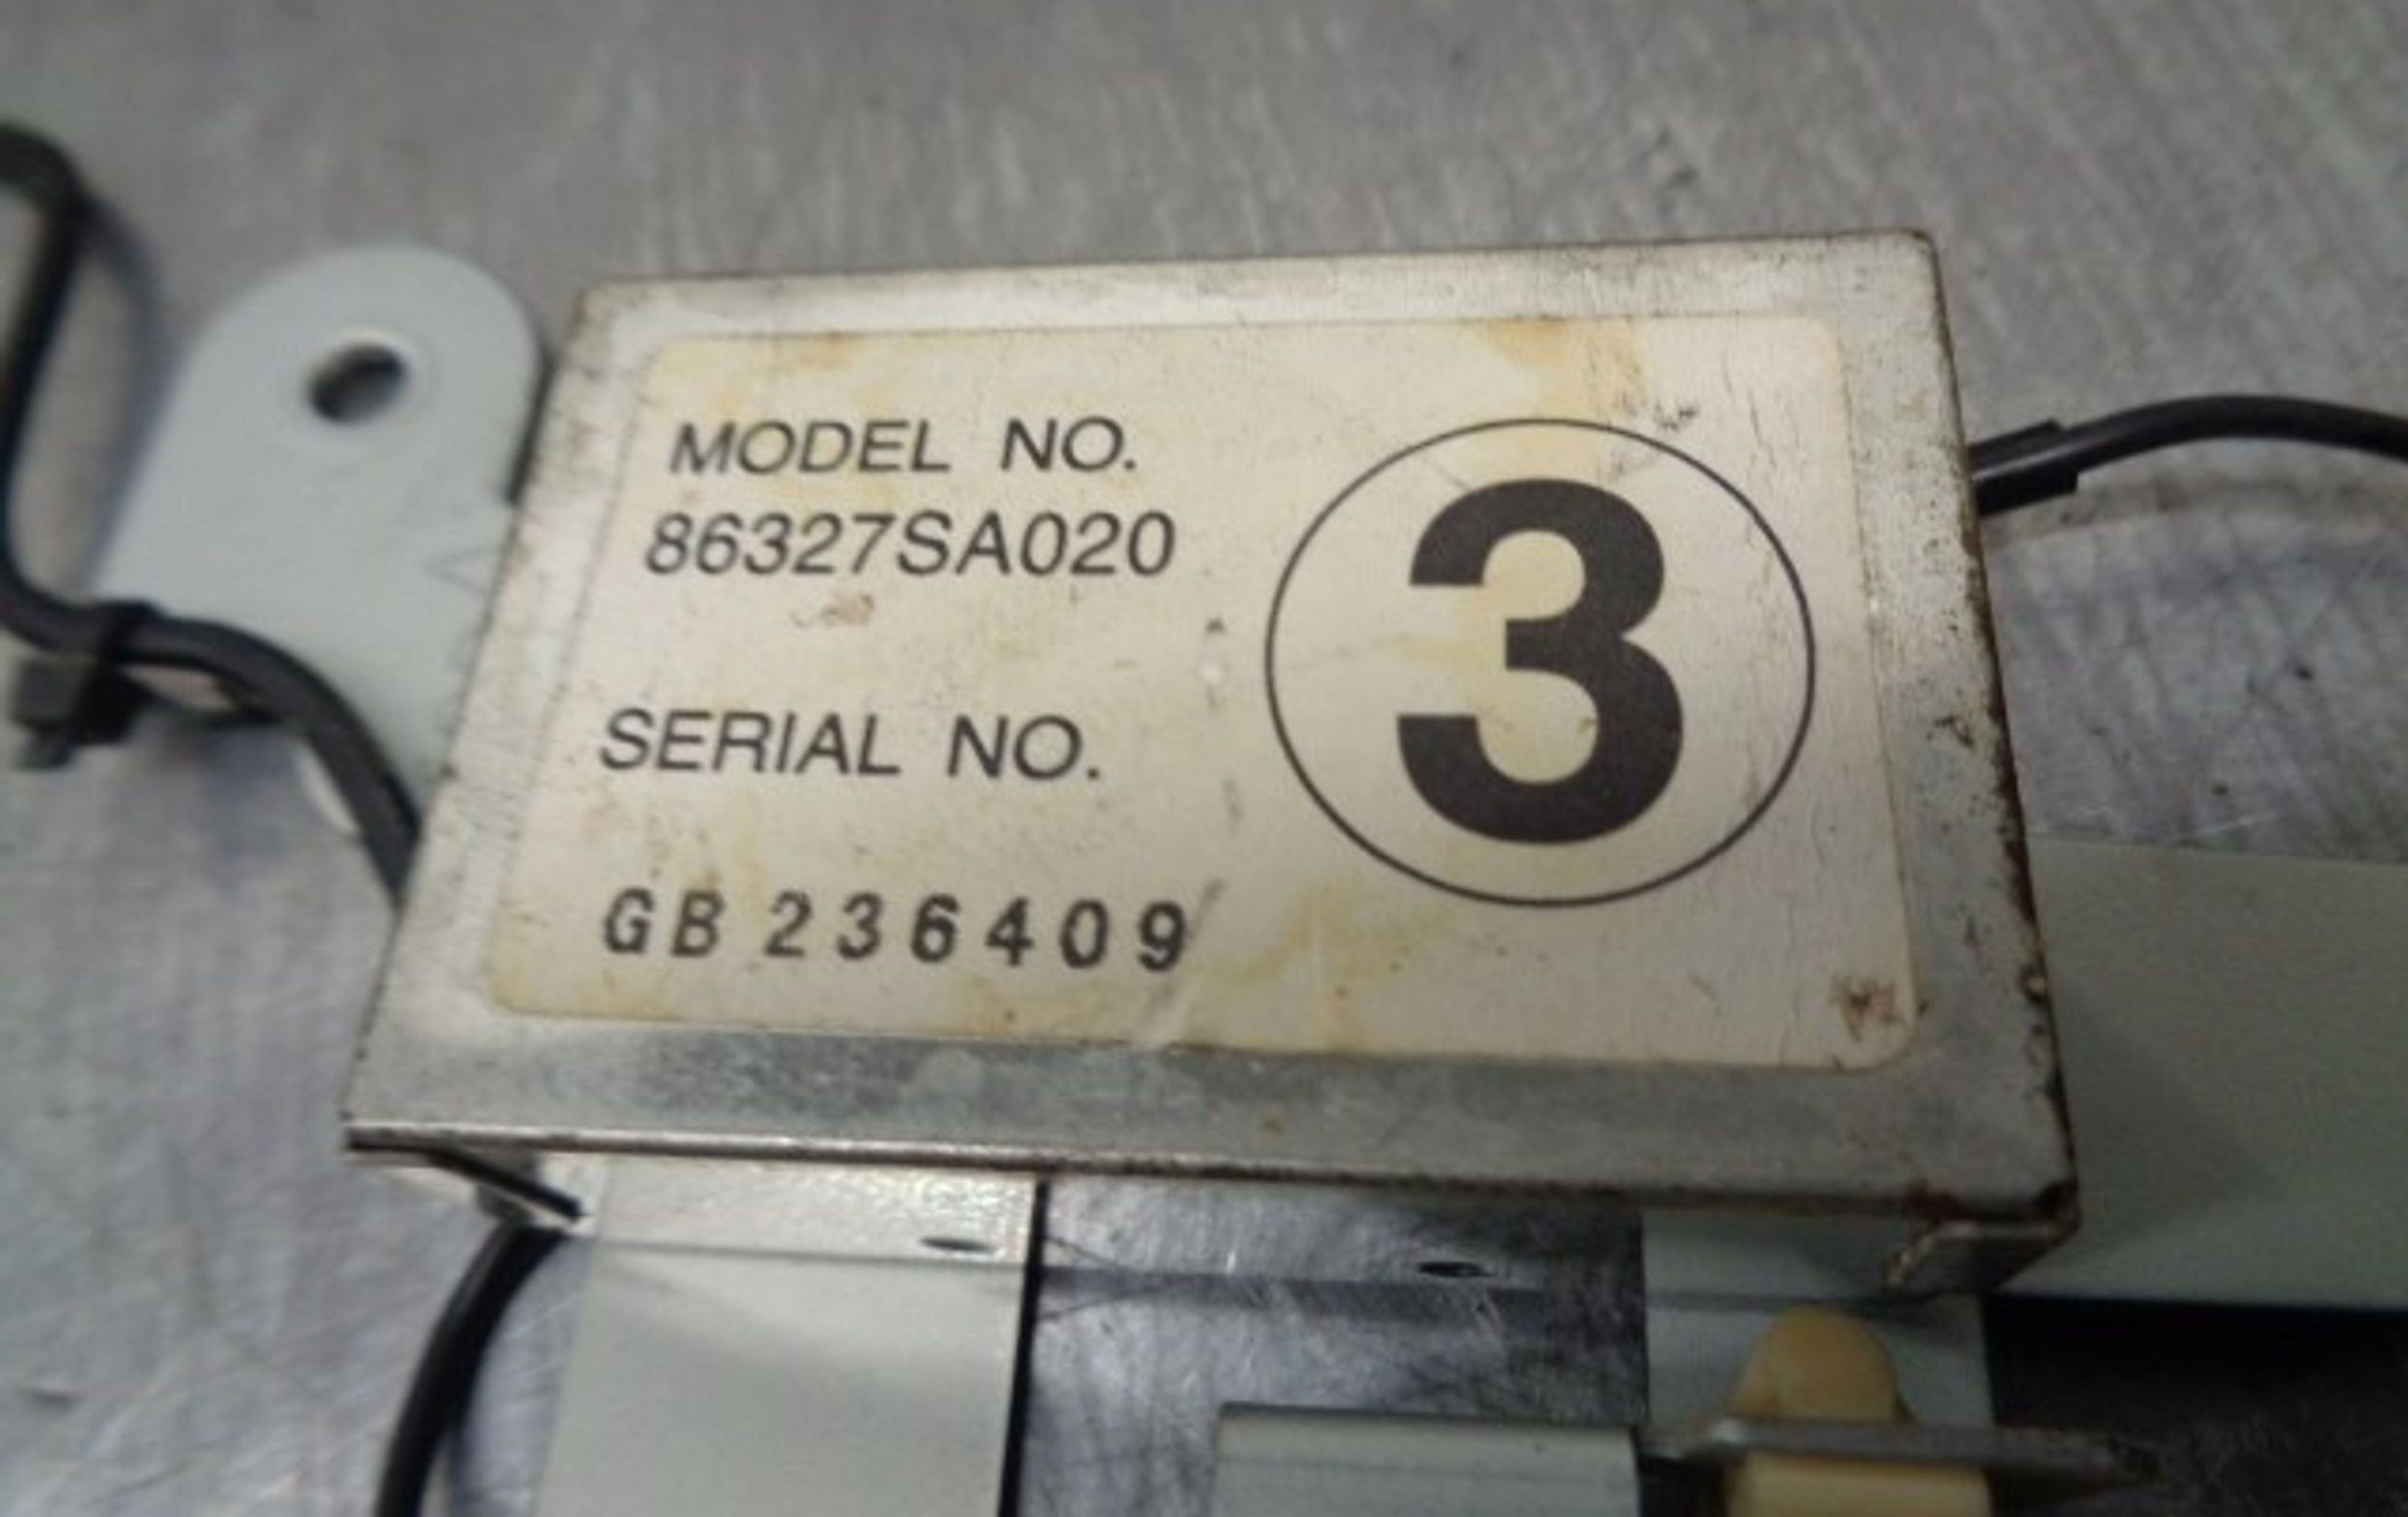 MODEL NO.
86327SA020
3
SERIAL NO.
GB 236409